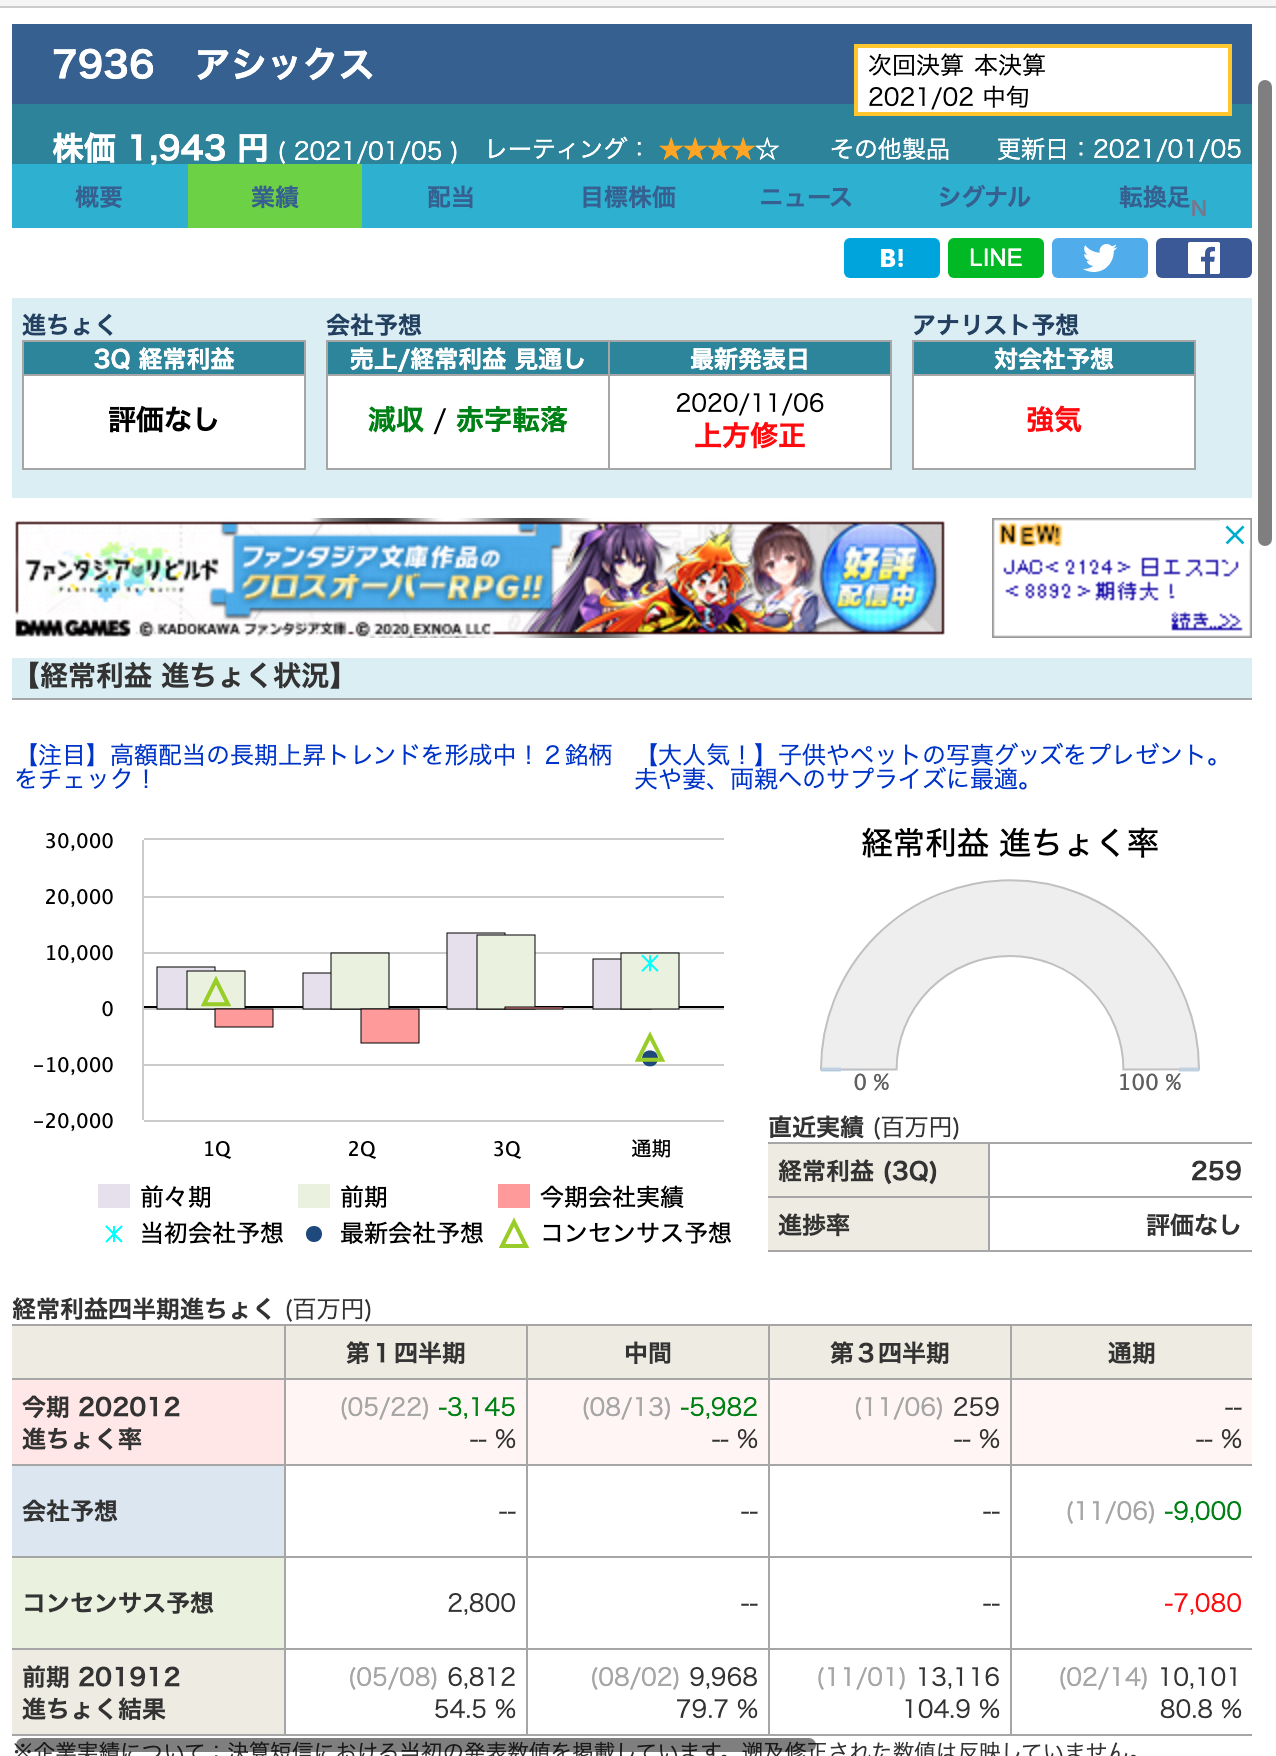 7936 アシックス
次回決算 本決算
2021/02 中旬
株価 1,943 円 ( 2021/01/05 ) レーティング： ★★★★☆ その他製品 更新日：2021/01/05
概要 業績 配当 目標株価 ニュース シグナル 転換足N
B! LINE
進ちょく 会社予想 アナリスト予想
3Q 経常利益 売上/経常利益 見通し 最新発表日 対会社予想
評価なし 減収 / 赤字転落 2020/11/06 強気
上方修正
ファンタジア・リビルド
ファンタジア文庫作品の
クロスオーバーRPG!!
好評
配信中
DMM GAMES © KADOKAWA ファンタジア文庫. © 2020 EXNOA LLC
NEW!
JAC<2124> 日エスコン
<8892>期待大！
続き..>>
【経常利益 進ちょく状況】
【注目】高額配当の長期上昇トレンドを形成中！２銘柄
をチェック！
【大人気！】子供やペットの写真グッズをプレゼント。
夫や妻、両親へのサプライズに最適。
30,000
20,000
10,000
0
-10,000
-20,000
1Q 2Q 3Q 通期
前々期 前期 今期会社実績
当初会社予想 最新会社予想 コンセンサス予想
経常利益 進ちょく率
0 % 100 %
直近実績 (百万円)
経常利益 (3Q) 259
進捗率 評価なし
経常利益四半期進ちょく (百万円)
第１四半期 中間 第３四半期 通期
今期 202012 (05/22) -3,145 (08/13) -5,982 (11/06) 259 --
進ちょく率 -- % -- % -- % -- %
会社予想 -- -- -- (11/06) -9,000
コンセンサス予想 2,800 -- -- -7,080
前期 201912 (05/08) 6,812 (08/02) 9,968 (11/01) 13,116 (02/14) 10,101
進ちょく結果 54.5 % 79.7 % 104.9 % 80.8 %
※企業実績について：決算短信における当初の発表数値を掲載しています。遡及修正された数値は反映していません。